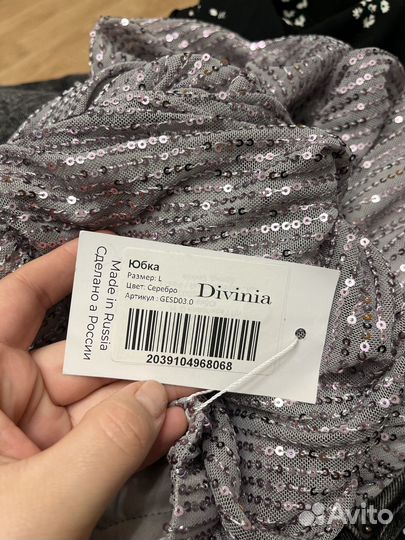 Юбка
Размер: L
Цвет: Серебро
Артикул: GESD03.0
Divinia
2039104968068
Made in Russia
Сделано а России
Avito